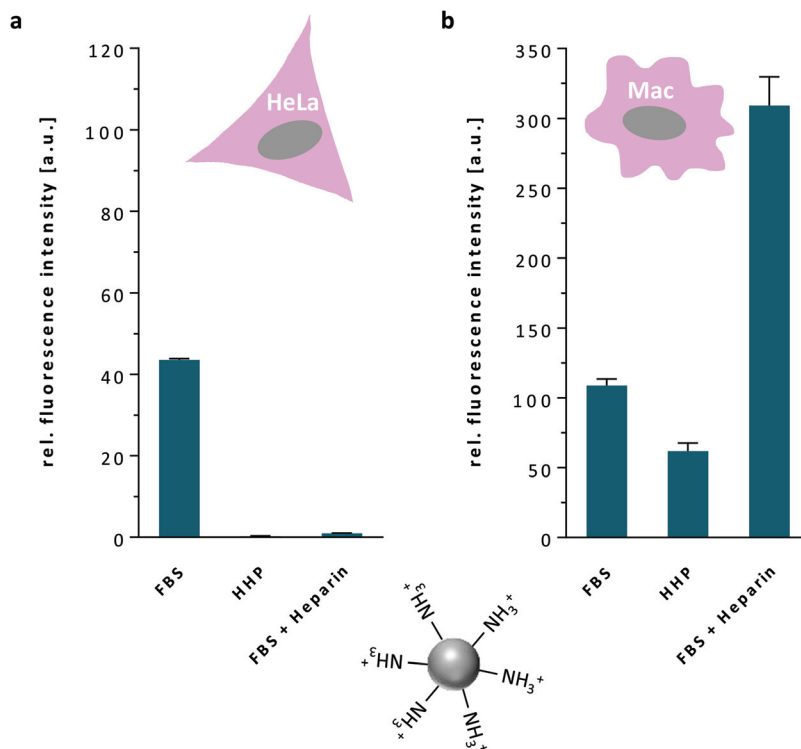 a
rel. fluorescence intensity [a.u.]
120
100
80
60
40
20
0
HeLa
FBS
HHP
FBS + Heparin
b
rel. fluorescence intensity [a.u.]
350
300
250
200
150
100
50
0
Mac
FBS
HHP
FBS + Heparin
NH₃⁺
NH₃⁺
NH₃⁺
NH₃⁺
NH₃⁺
NH₃⁺